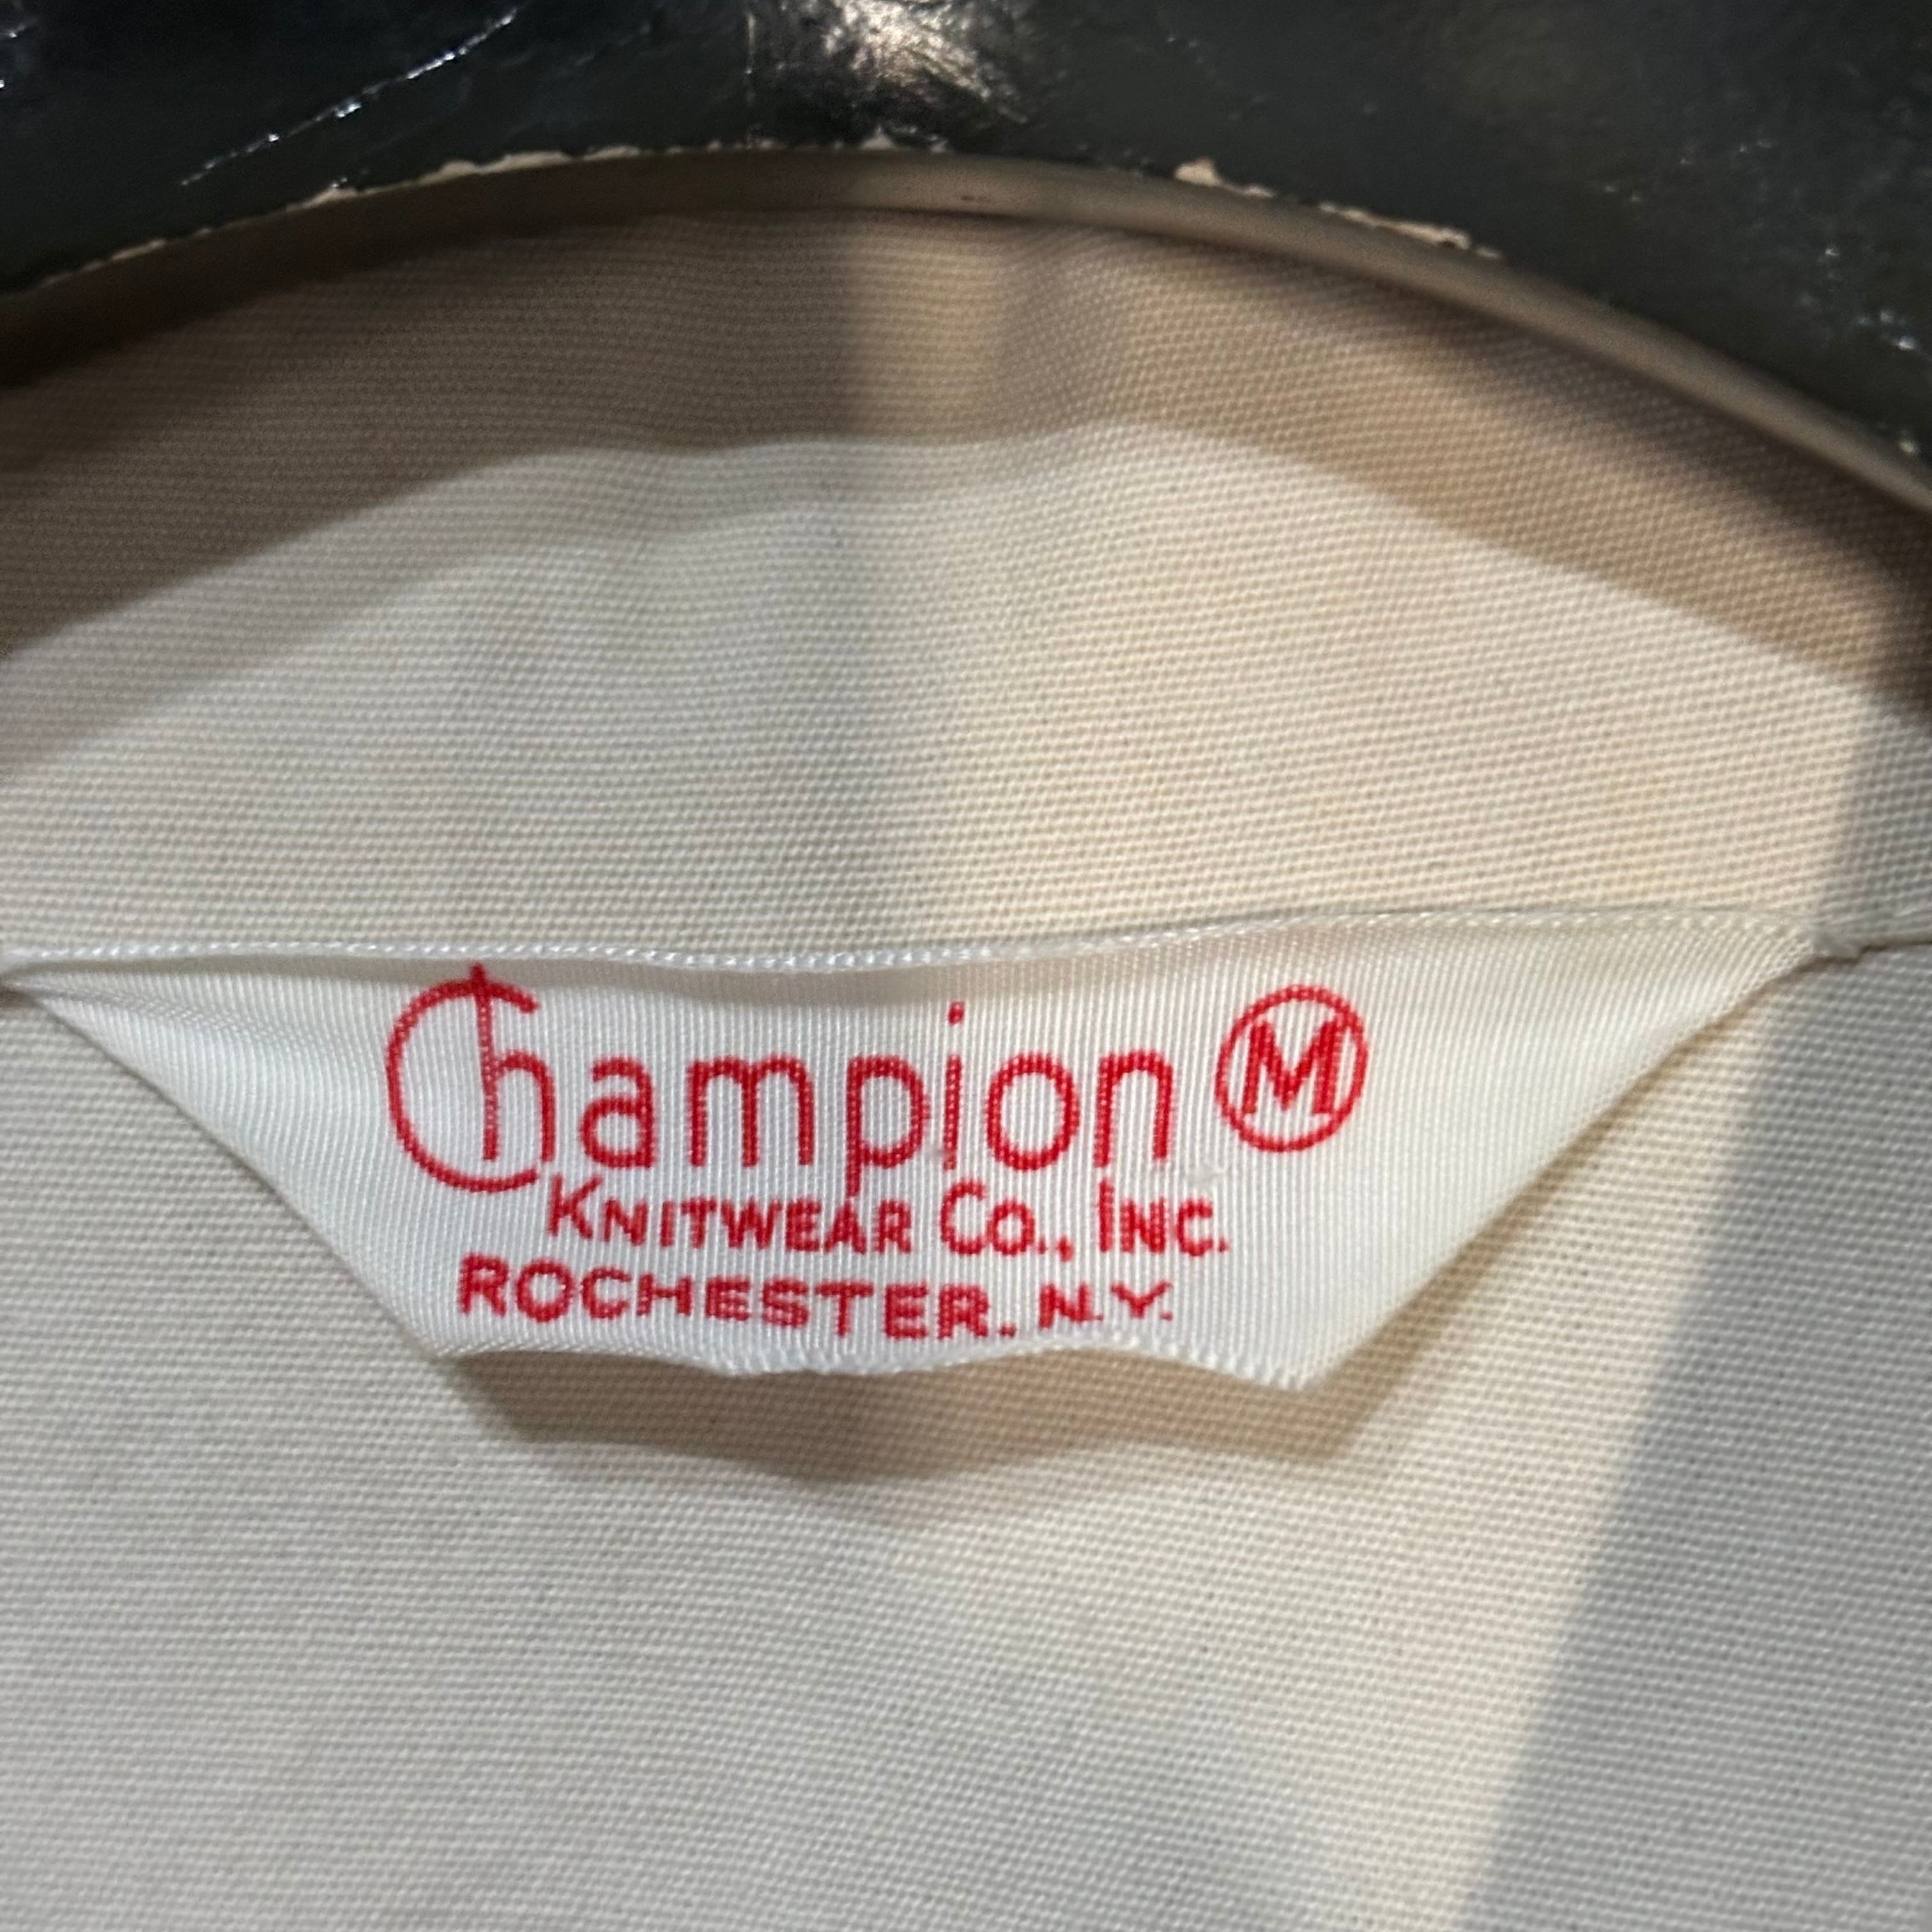 Champion M
KNITWEAR CO., INC.
ROCHESTER. N.Y.